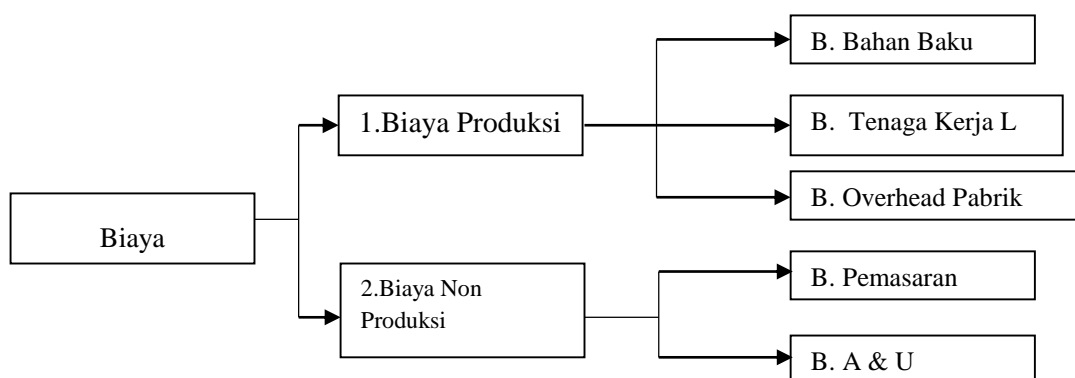 Biaya
1.Biaya Produksi
B. Bahan Baku
B. Tenaga Kerja L
B. Overhead Pabrik
2.Biaya Non
Produksi
B. Pemasaran
B. A & U